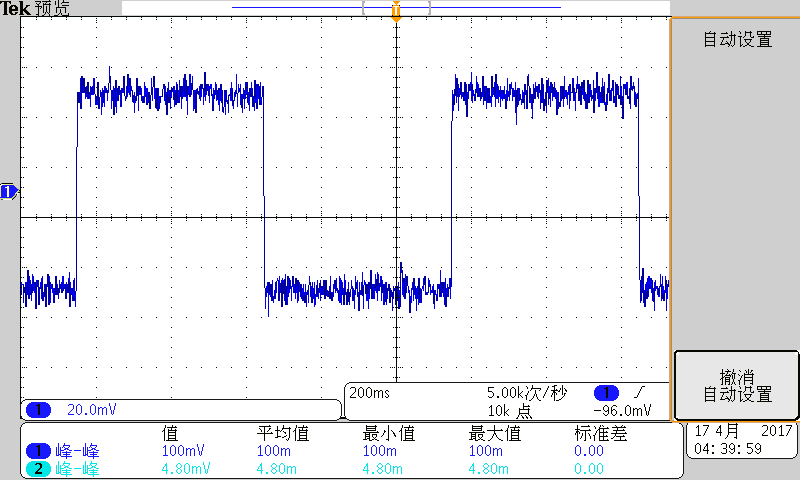 Tek 预览
T
自动设置
1
撤消
自动设置
1 20.0mV
200ms 5.00k次/秒 1
10k 点 -96.0mV
值 平均值 最小值 最大值 标准差
1 峰-峰 100mV 100m 100m 100m 0.00
2 峰-峰 4.80mV 4.80m 4.80m 4.80m 0.00
17 4月 2017
04:39:59